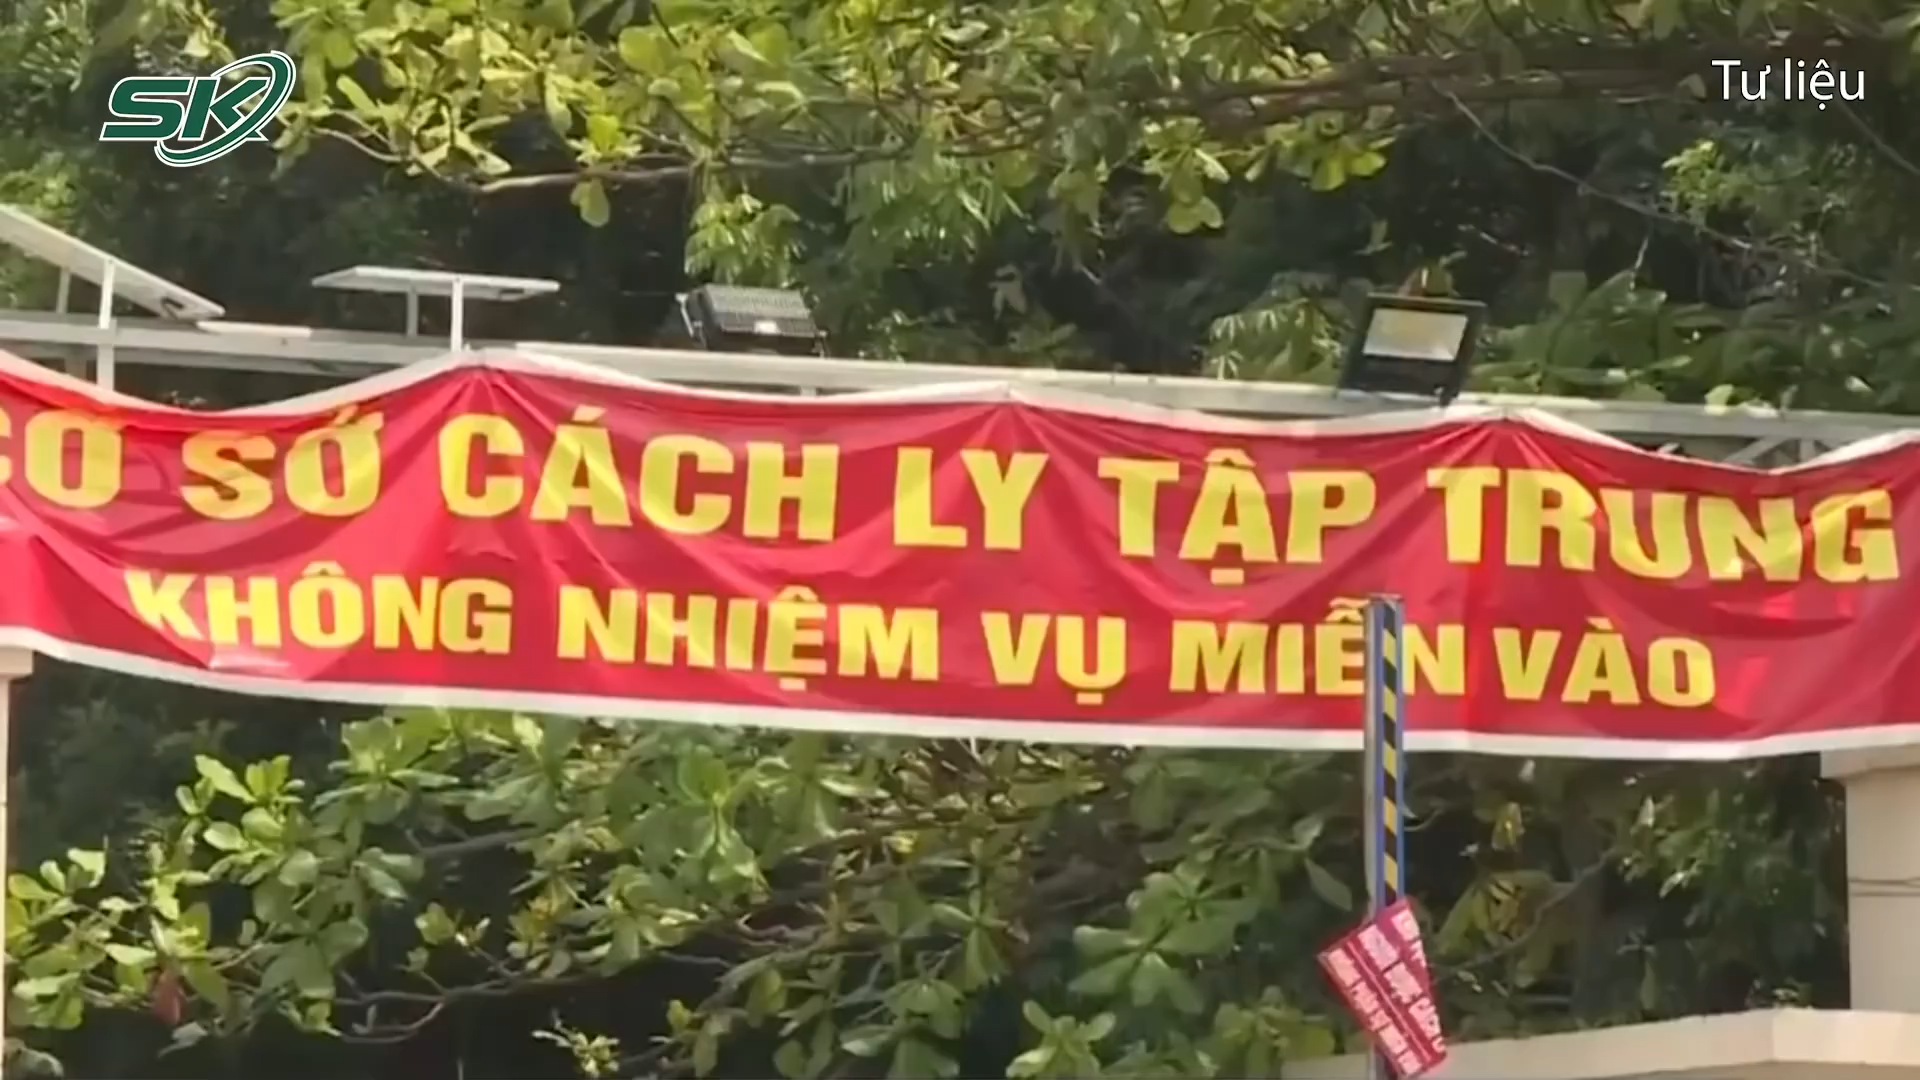 SK
Tư liệu
CƠ SỞ CÁCH LY TẬP TRUNG
KHÔNG NHIỆM VỤ MIỄN VÀO